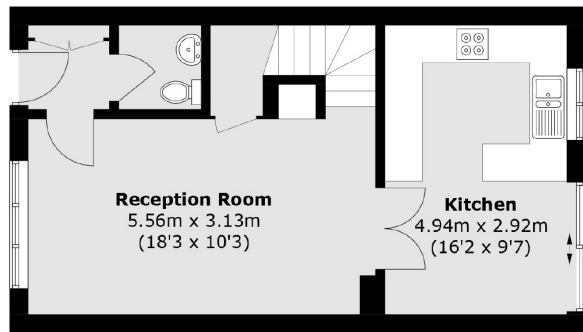 Reception Room
5.56m x 3.13m
(18'3 x 10'3)
Kitchen
4.94m x 2.92m
(16'2 x 9'7)